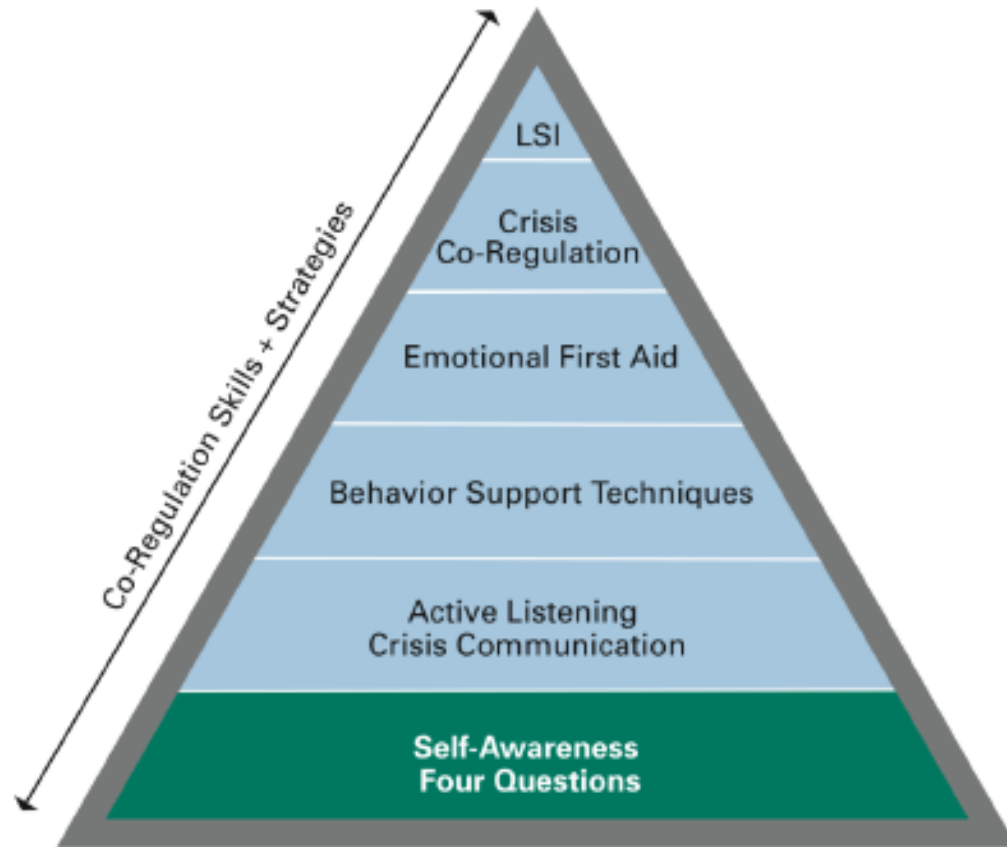 LSI
Crisis
Co-Regulation
Emotional First Aid
Behavior Support Techniques
Active Listening
Crisis Communication
Self-Awareness
Four Questions
Co-Regulation Skills + Strategies